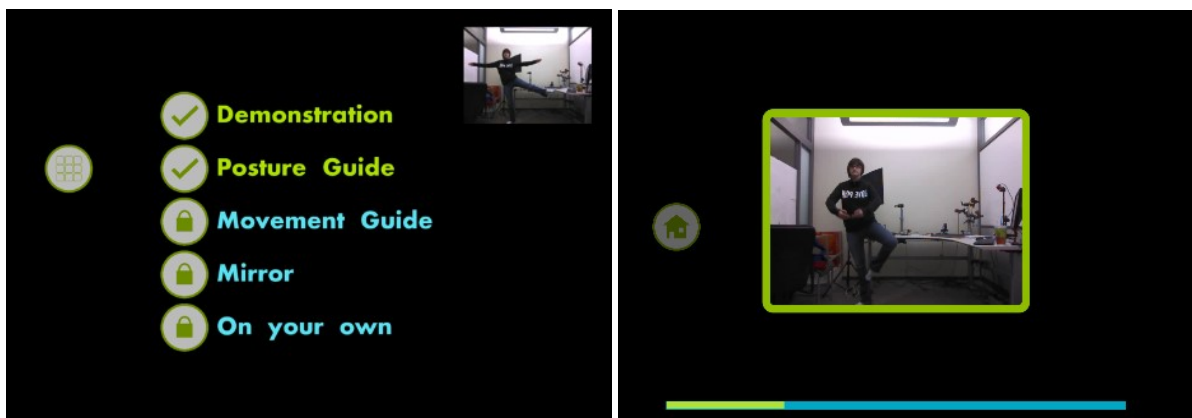 Demonstration
Posture Guide
Movement Guide
Mirror
On your own